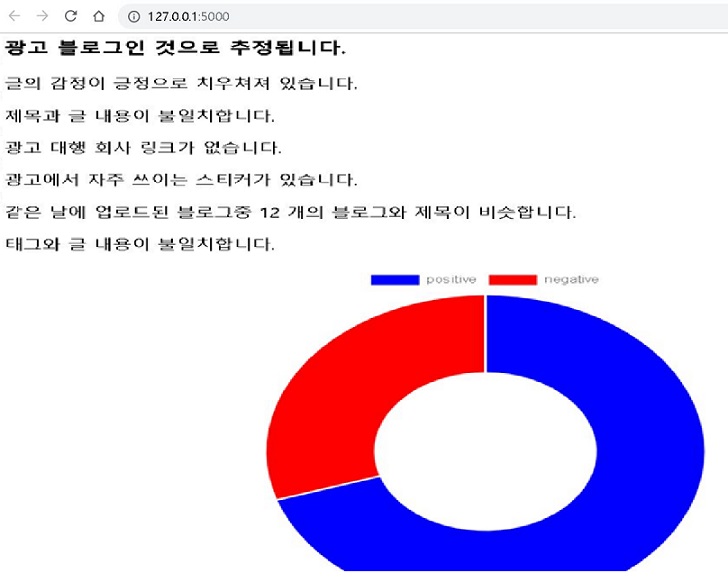 127.0.0.1:5000
광고 블로그인 것으로 추정됩니다.
글의 감정이 긍정으로 치우쳐져 있습니다.
제목과 글 내용이 불일치합니다.
광고 대행 회사 링크가 없습니다.
광고에서 자주 쓰이는 스티커가 있습니다.
같은 날에 업로드된 블로그중 12 개의 블로그와 제목이 비슷합니다.
태그와 글 내용이 불일치합니다.
positive negative